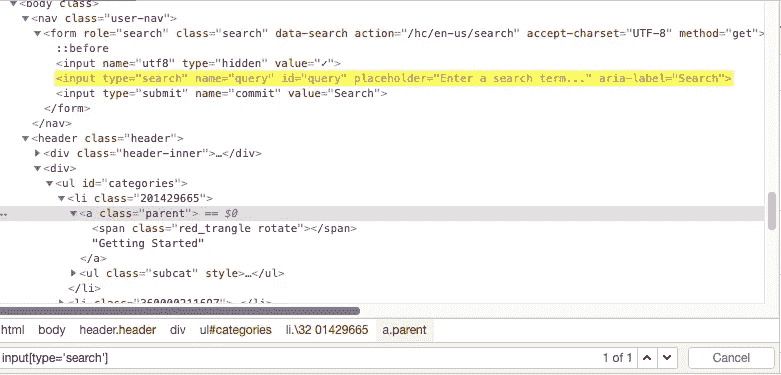 <body class>
<nav class="user-nav">
<form role="search" class="search" data-search action="/hc/en-us/search" accept-charset="UTF-8" method="get">
::before
<input name="utf8" type="hidden" value="✓">
<input type="search" name="query" id="query" placeholder="Enter a search term..." aria-label="Search">
<input type="submit" name="commit" value="Search">
</form>
</nav>
<header class="header">
<div class="header-inner">…</div>
<div>
<ul id="categories">
<li class="201429665">
… <a class="parent"> == $0
<span class="red_trangle rotate"></span>
"Getting Started"
</a>
<ul class="subcat" style>…</ul>
</li>
<li class="360000211697">…</li>
html body header.header div ul#categories li.\32 01429665 a.parent
input[type='search'] 1 of 1 Cancel